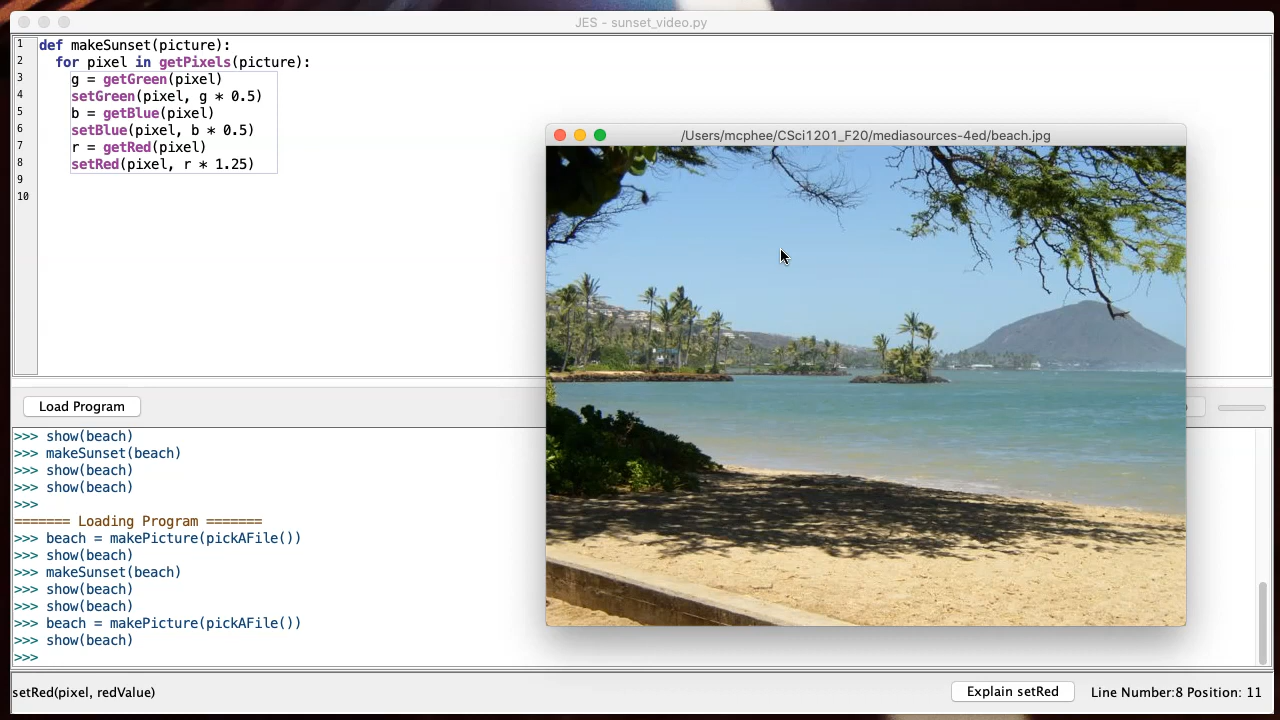 JES - sunset_video.py
1 def makeSunset(picture):
2 for pixel in getPixels(picture):
3 g = getGreen(pixel)
4 setGreen(pixel, g * 0.5)
5 b = getBlue(pixel)
6 setBlue(pixel, b * 0.5)
7 r = getRed(pixel)
8 setRed(pixel, r * 1.25)
9
10
/Users/mcphee/CSci1201_F20/mediasources-4ed/beach.jpg
Load Program
>>> show(beach)
>>> makeSunset(beach)
>>> show(beach)
>>> show(beach)
>>>
======= Loading Program =======
>>> beach = makePicture(pickAFile())
>>> show(beach)
>>> makeSunset(beach)
>>> show(beach)
>>> show(beach)
>>> beach = makePicture(pickAFile())
>>> show(beach)
>>>
setRed(pixel, redValue)
Explain setRed
Line Number:8 Position: 11